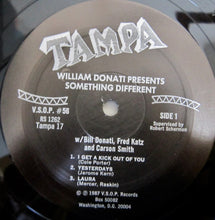 TAMPA
WILLIAM DONATI PRESENTS
SOMETHING DIFFERENT
V.S.O.P. #56
RS 1262
Tampa 17
SIDE 1
Supervised by
Robert Scherman
w/Bill Donati, Fred Katz
and Carson Smith
1 I GET A KICK OUT OF YOU
(Cole Porter)
2 YESTERDAYS
(Jerome Kern)
3 LAURA
(Mercer, Raskin)
© 1987 V.S.O.P. Records
Box 50082
Washington, D.C. 20004